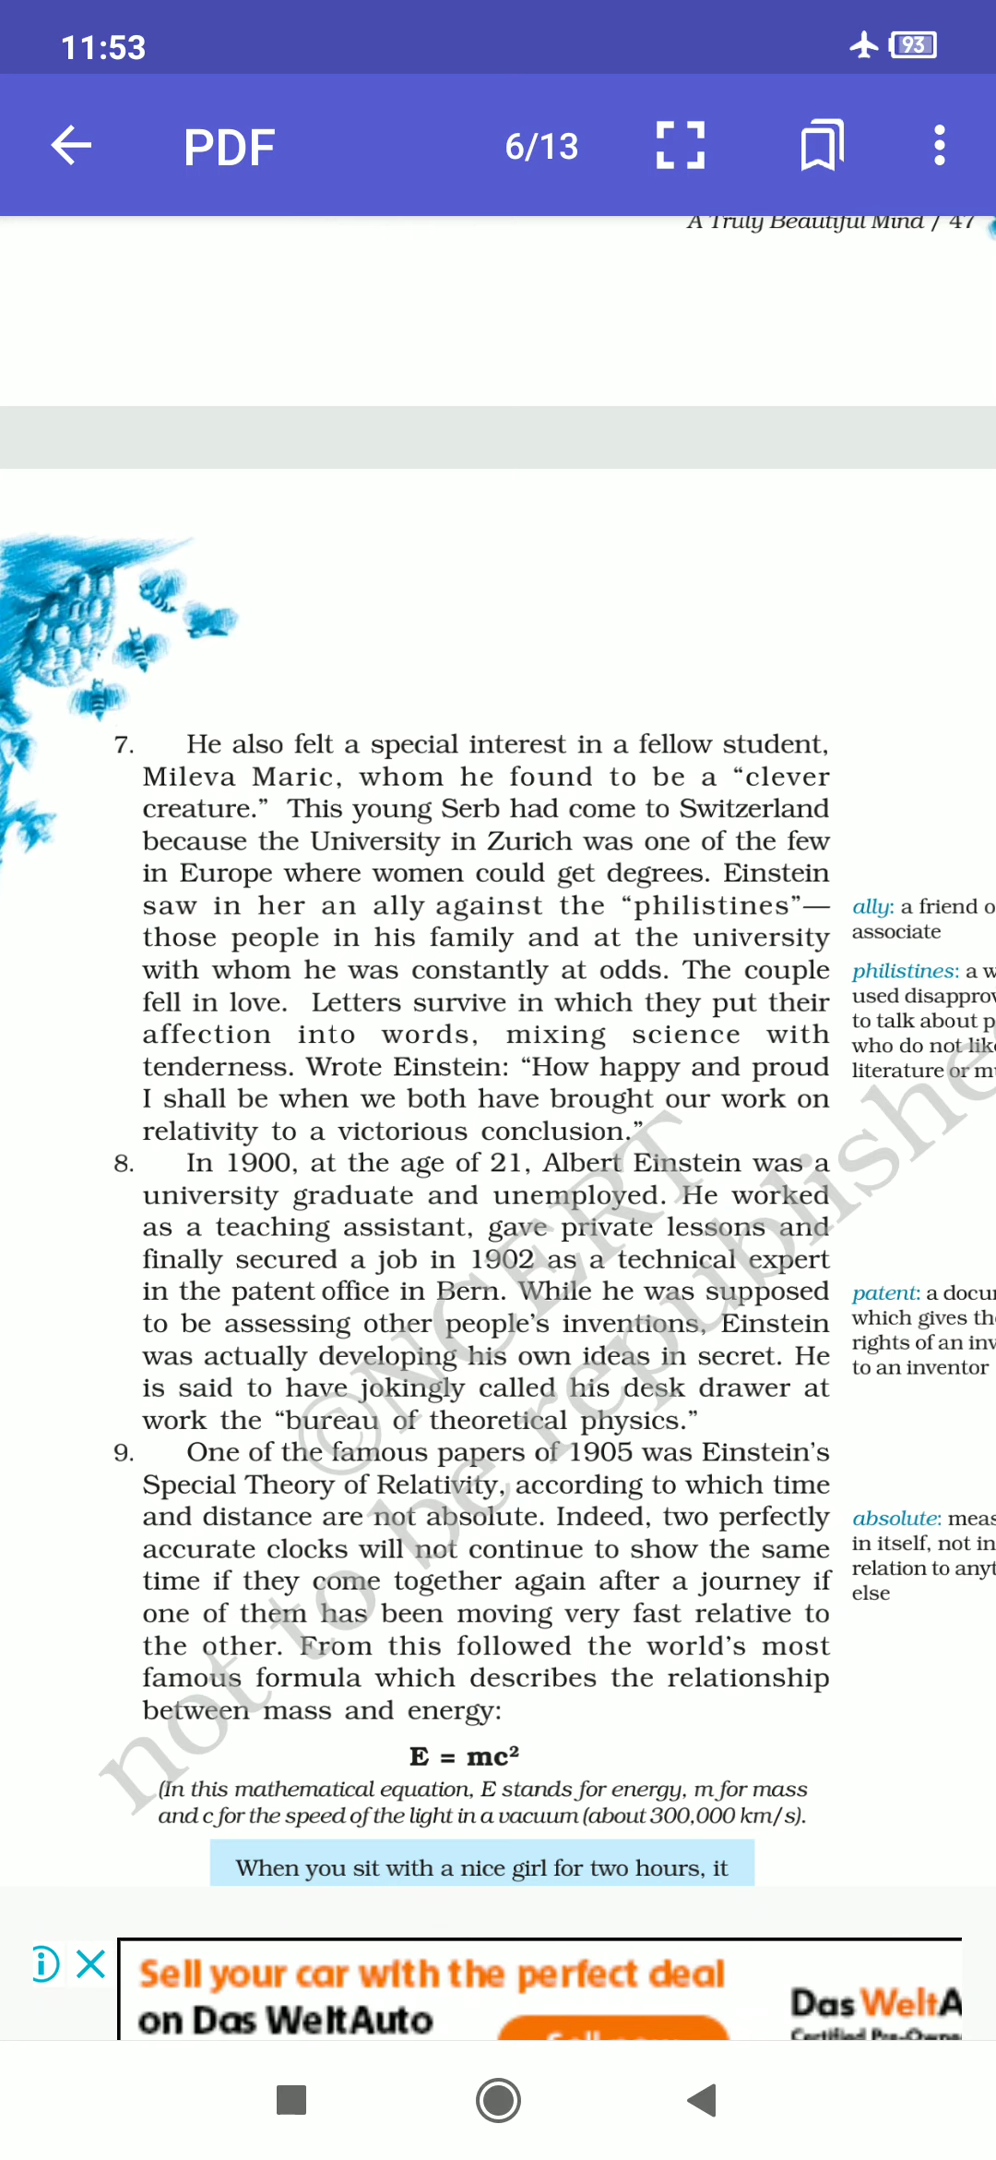 11:53
93
PDF
6/13
A Truly Beautiful Mind / 47
7. He also felt a special interest in a fellow student,
Mileva Maric, whom he found to be a “clever
creature.” This young Serb had come to Switzerland
because the University in Zurich was one of the few
in Europe where women could get degrees. Einstein
saw in her an ally against the “philistines”—
those people in his family and at the university
with whom he was constantly at odds. The couple
fell in love. Letters survive in which they put their
affection into words, mixing science with
tenderness. Wrote Einstein: “How happy and proud
I shall be when we both have brought our work on
relativity to a victorious conclusion.”
ally: a friend o
associate
philistines: a w
used disapprov
to talk about p
who do not like
literature or m
8. In 1900, at the age of 21, Albert Einstein was a
university graduate and unemployed. He worked
as a teaching assistant, gave private lessons and
finally secured a job in 1902 as a technical expert
in the patent office in Bern. While he was supposed
to be assessing other people’s inventions, Einstein
was actually developing his own ideas in secret. He
is said to have jokingly called his desk drawer at
work the “bureau of theoretical physics.”
patent: a docu
which gives th
rights of an inv
to an inventor
9. One of the famous papers of 1905 was Einstein’s
Special Theory of Relativity, according to which time
and distance are not absolute. Indeed, two perfectly
accurate clocks will not continue to show the same
time if they come together again after a journey if
one of them has been moving very fast relative to
the other. From this followed the world’s most
famous formula which describes the relationship
between mass and energy:
absolute: meas
in itself, not in
relation to anyt
else
E = mc²
(In this mathematical equation, E stands for energy, m for mass
and c for the speed of the light in a vacuum (about 300,000 km/s).
When you sit with a nice girl for two hours, it
©NCERT
not to be republishe
Sell your car with the perfect deal
on Das WeltAuto
Das WeltA